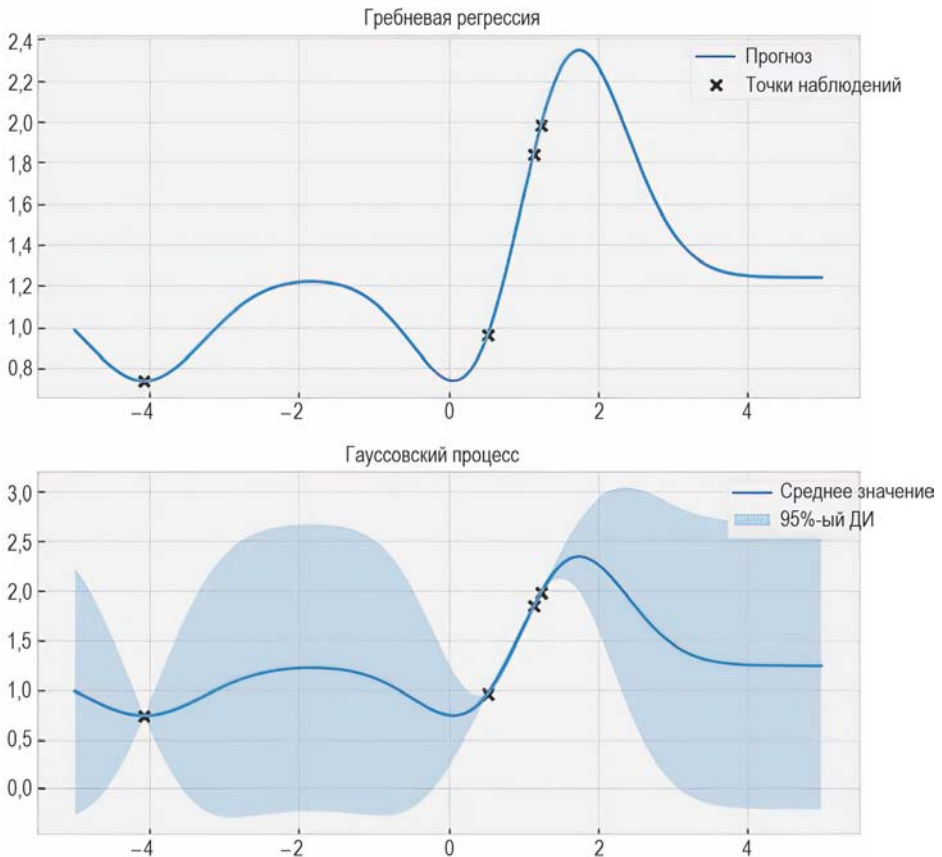 Гребневая регрессия
2,4
2,2
2,0
1,8
1,6
1,4
1,2
1,0
0,8
Прогноз
Точки наблюдений
−4 −2 0 2 4
Гауссовский процесс
3,0
2,5
2,0
1,5
1,0
0,5
0,0
Среднее значение
95%-ый ДИ
−4 −2 0 2 4